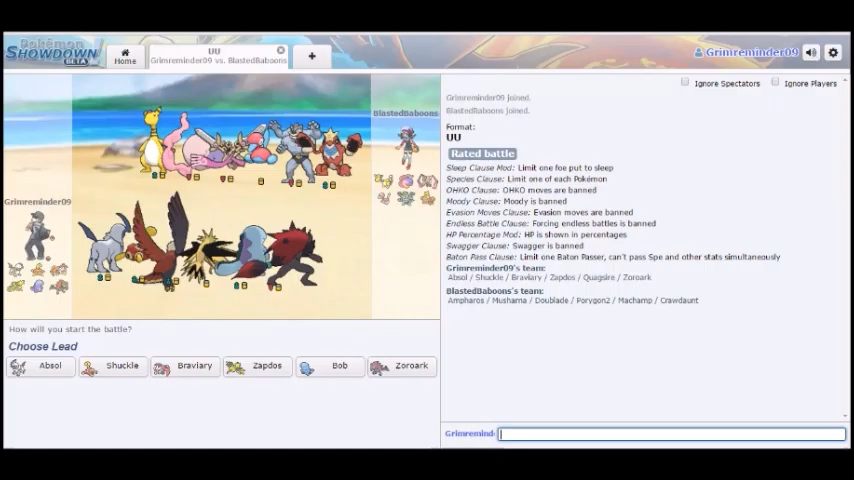 Pokémon
SHOWDOWN
BETA
Home
UU
Grimreminder09 vs. BlastedBaboons
+
Grimreminder09
BlastedBaboons
Grimreminder09
How will you start the battle?
Choose Lead
Absol
Shuckle
Braviary
Zapdos
Bob
Zoroark
Ignore Spectators
Ignore Players
Grimreminder09 joined.
BlastedBaboons joined.
Format:
UU
Rated battle
Sleep Clause Mod: Limit one foe put to sleep
Species Clause: Limit one of each Pokémon
OHKO Clause: OHKO moves are banned
Moody Clause: Moody is banned
Evasion Moves Clause: Evasion moves are banned
Endless Battle Clause: Forcing endless battles is banned
HP Percentage Mod: HP is shown in percentages
Swagger Clause: Swagger is banned
Baton Pass Clause: Limit one Baton Passer, can't pass Spe and other stats simultaneously
Grimreminder09's team:
Absol / Shuckle / Braviary / Zapdos / Quagsire / Zoroark
BlastedBaboons's team:
Ampharos / Musharna / Doublade / Porygon2 / Machamp / Crawdaunt
Grimremind